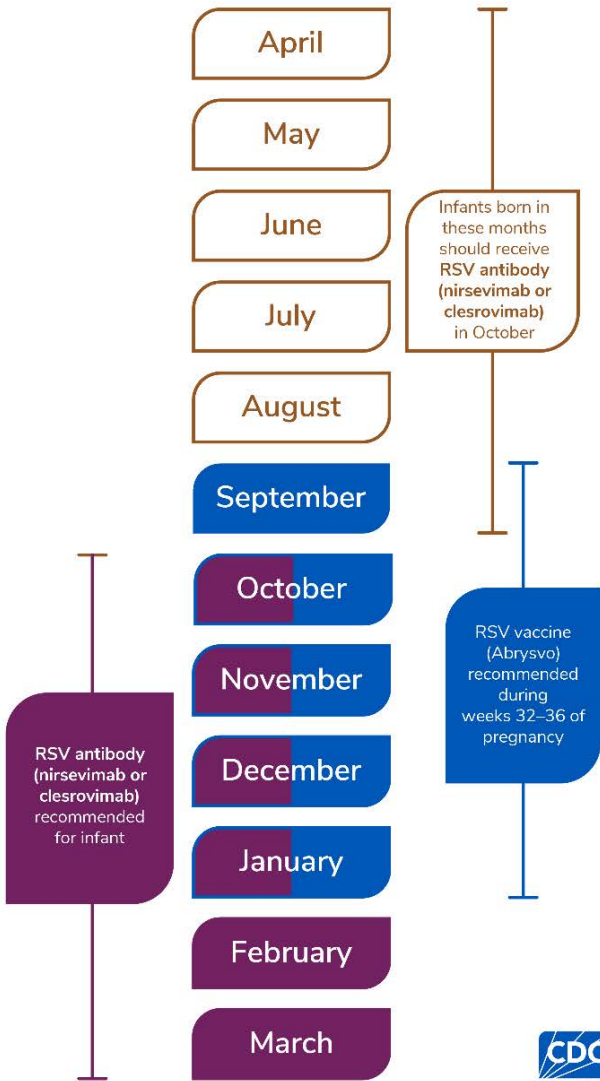 April
May
June
July
August
September
October
November
December
January
February
March
Infants born in
these months
should receive
RSV antibody
(nirsevimab or
clesrovimab)
in October
RSV vaccine
(Abrysvo)
recommended
during
weeks 32–36 of
pregnancy
RSV antibody
(nirsevimab or
clesrovimab)
recommended
for infant
CDC